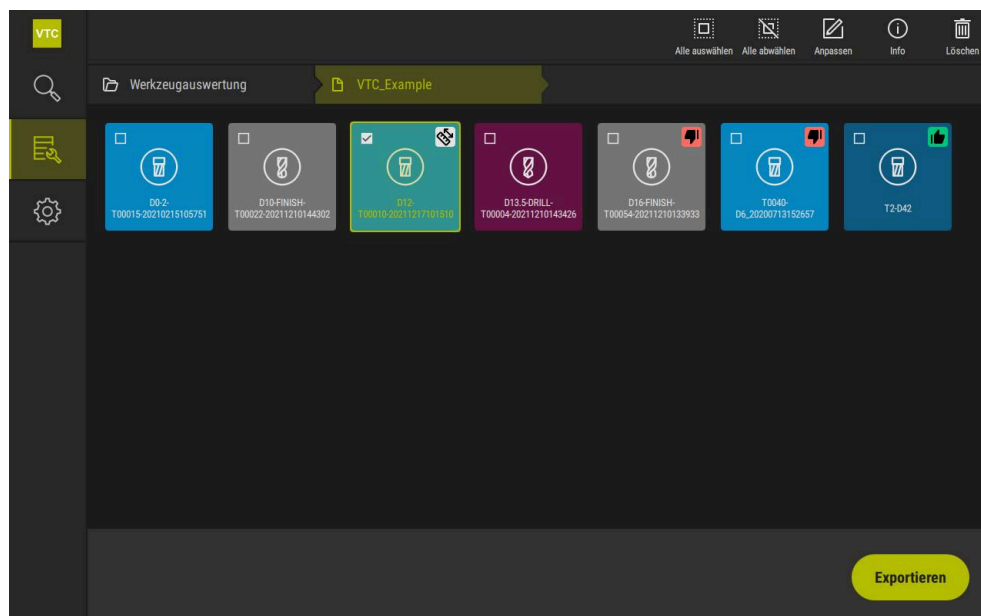 VTC
Alle auswählen
Alle abwählen
Anpassen
Info
Löschen
Werkzeugauswertung
VTC_Example
D0-2-
T00015-20210215105751
D10-FINISH-
T00022-20211210144302
D12-
T00010-20211217101510
D13.5-DRILL-
T00004-20211210143426
D16-FINISH-
T00054-20211210133933
T0040-
D6_20200713152657
T2-D42
Exportieren